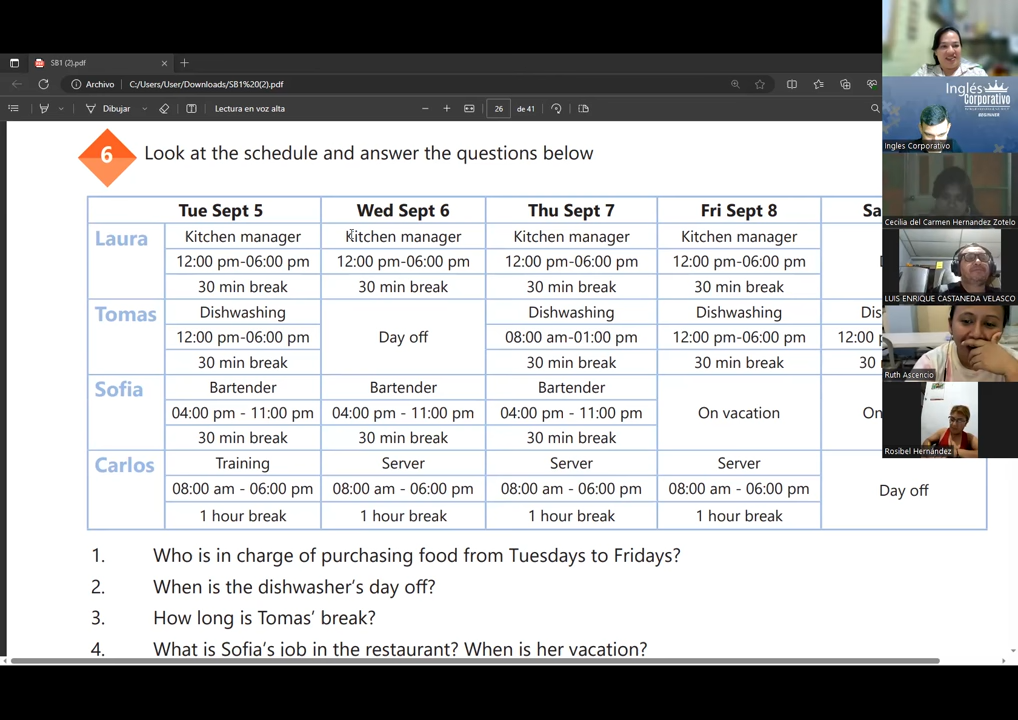 SB1 (2).pdf
Archivo
C:/Users/User/Downloads/SB1%20(2).pdf
Dibujar
Lectura en voz alta
26
de 41
6
Look at the schedule and answer the questions below
Tue Sept 5 Wed Sept 6 Thu Sept 7 Fri Sept 8 Sa
Laura
Kitchen manager Kitchen manager Kitchen manager Kitchen manager
12:00 pm-06:00 pm 12:00 pm-06:00 pm 12:00 pm-06:00 pm 12:00 pm-06:00 pm
30 min break 30 min break 30 min break 30 min break
Tomas
Dishwashing Dishwashing Dishwashing Dis
12:00 pm-06:00 pm Day off 08:00 am-01:00 pm 12:00 pm-06:00 pm 12:00 p
30 min break 30 min break 30 min break 30
Sofia
Bartender Bartender Bartender
04:00 pm - 11:00 pm 04:00 pm - 11:00 pm 04:00 pm - 11:00 pm On vacation On
30 min break 30 min break 30 min break
Carlos
Training Server Server Server
08:00 am - 06:00 pm 08:00 am - 06:00 pm 08:00 am - 06:00 pm 08:00 am - 06:00 pm Day off
1 hour break 1 hour break 1 hour break 1 hour break
1. Who is in charge of purchasing food from Tuesdays to Fridays?
2. When is the dishwasher's day off?
3. How long is Tomas' break?
4. What is Sofia's job in the restaurant? When is her vacation?
Inglés
Corporativo
BEGINNER
Ingles Corporativo
Cecilia del Carmen Hernandez Zotelo
LUIS ENRIQUE CASTANEDA VELASCO
Ruth Ascencio
Rosibel Hernández